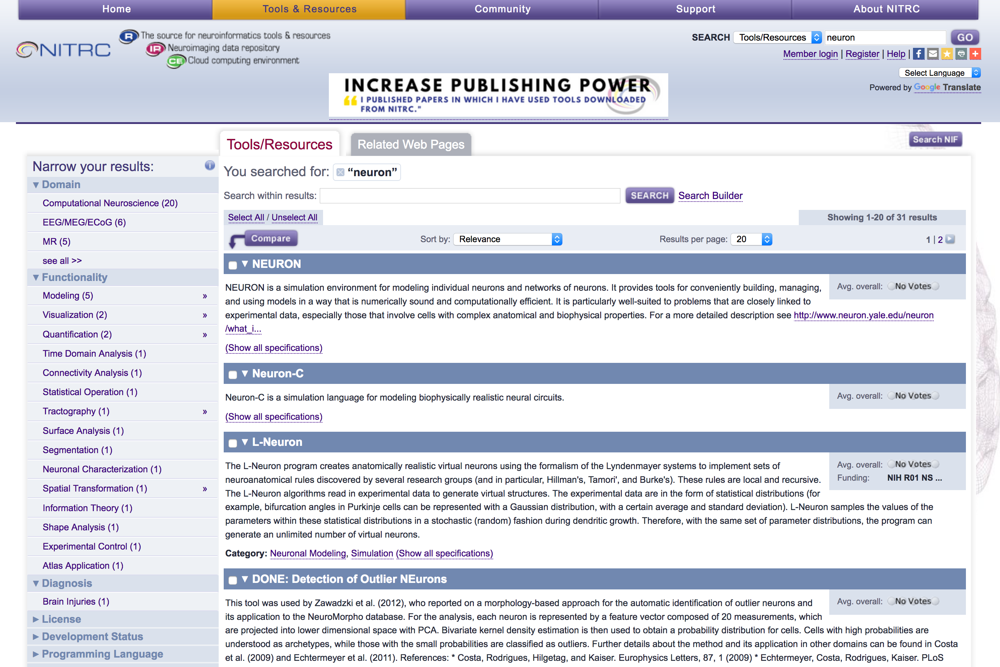 Home
Tools & Resources
Community
Support
About NITRC
NITRC
R The source for neuroinformatics tools & resources
IR Neuroimaging data repository
CE Cloud computing environment
SEARCH Tools/Resources neuron GO
Member login | Register | Help |
Select Language
Powered by Google Translate
INCREASE PUBLISHING POWER
“ I PUBLISHED PAPERS IN WHICH I HAVE USED TOOLS DOWNLOADED
FROM NITRC."
Tools/Resources
Related Web Pages
Search NIF
Narrow your results:
▼ Domain
Computational Neuroscience (20)
EEG/MEG/ECoG (6)
MR (5)
see all >>
▼ Functionality
Modeling (5) »
Visualization (2) »
Quantification (2) »
Time Domain Analysis (1)
Connectivity Analysis (1)
Statistical Operation (1)
Tractography (1) »
Surface Analysis (1)
Segmentation (1)
Neuronal Characterization (1)
Spatial Transformation (1) »
Information Theory (1)
Shape Analysis (1)
Experimental Control (1)
Atlas Application (1)
▼ Diagnosis
Brain Injuries (1)
► License
► Development Status
► Programming Language
You searched for: “neuron”
Search within results: SEARCH Search Builder
Select All / Unselect All
Showing 1-20 of 31 results
Compare
Sort by: Relevance
Results per page: 20
1 | 2
▼ NEURON
Avg. overall: No Votes
NEURON is a simulation environment for modeling individual neurons and networks of neurons. It provides tools for conveniently building, managing,
and using models in a way that is numerically sound and computationally efficient. It is particularly well-suited to problems that are closely linked to
experimental data, especially those that involve cells with complex anatomical and biophysical properties. For a more detailed description see http://www.neuron.yale.edu/neuron
/what_i...
(Show all specifications)
▼ Neuron-C
Avg. overall: No Votes
Neuron-C is a simulation language for modeling biophysically realistic neural circuits.
(Show all specifications)
▼ L-Neuron
Avg. overall: No Votes
Funding: NIH R01 NS ...
The L-Neuron program creates anatomically realistic virtual neurons using the formalism of the Lyndenmayer systems to implement sets of
neuroanatomical rules discovered by several research groups (and in particular, Hillman's, Tamori', and Burke's). These rules are local and recursive.
The L-Neuron algorithms read in experimental data to generate virtual structures. The experimental data are in the form of statistical distributions (for
example, bifurcation angles in Purkinje cells can be represented with a Gaussian distribution, with a certain average and standard deviation). L-Neuron samples the values of the
parameters within these statistical distributions in a stochastic (random) fashion during dendritic growth. Therefore, with the same set of parameter distributions, the program can
generate an unlimited number of virtual neurons.
Category: Neuronal Modeling, Simulation (Show all specifications)
▼ DONE: Detection of Outlier NEurons
Avg. overall: No Votes
This tool was used by Zawadzki et al. (2012), who reported on a morphology-based approach for the automatic identification of outlier neurons and
its application to the NeuroMorpho database. For the analysis, each neuron is represented by a feature vector composed of 20 measurements, which
are projected into lower dimensional space with PCA. Bivariate kernel density estimation is then used to obtain a probability distribution for cells. Cells with high probabilities are
understood as archetypes, while those with the small probabilities are classified as outliers. Further details about the method and its application in other domains can be found in Costa
et al. (2009) and Echtermeyer et al. (2011). References: * Costa, Rodrigues, Hilgetag, and Kaiser. Europhysics Letters, 87, 1 (2009) * Echtermeyer, Costa, Rodrigues, Kaiser. PLoS